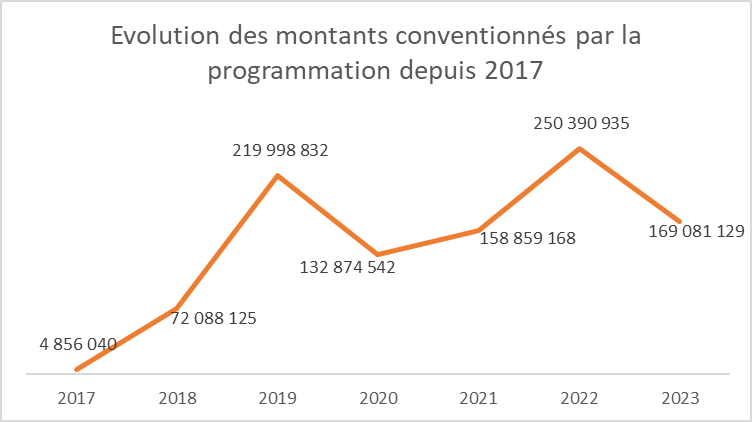 Evolution des montants conventionnés par la
programmation depuis 2017
250 390 935
219 998 832
169 081 129
158 859 168
132 874 542
72 088 125
4 856 040
2017 2018 2019 2020 2021 2022 2023